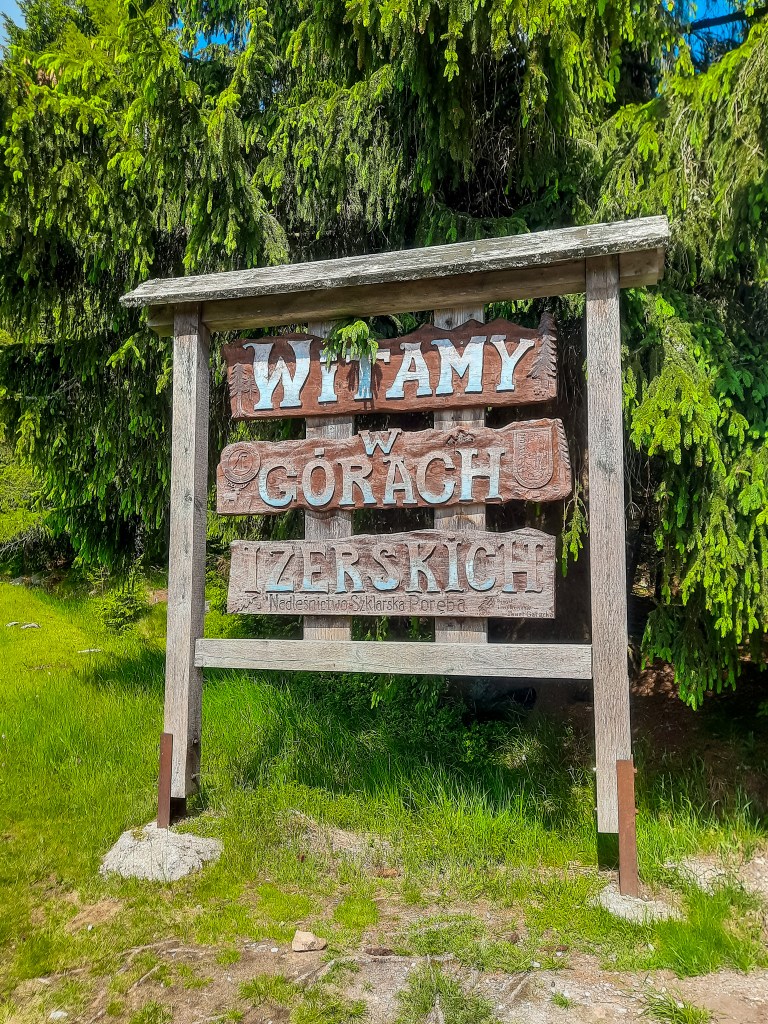 WITAMY
W
GÓRACH
IZERSKICH
Nadleśnictwo Szklarska Poręba